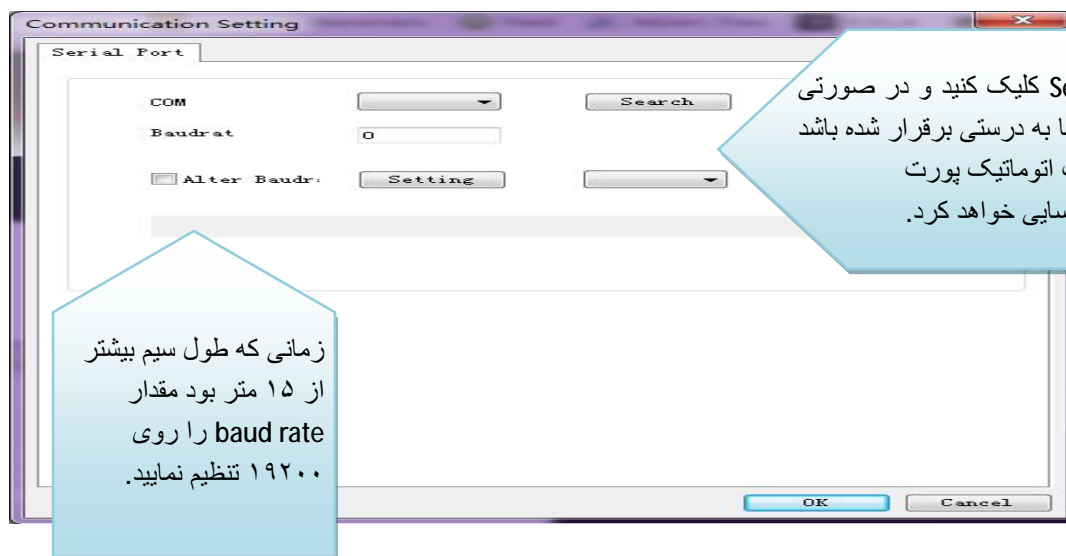 Communication Setting
Serial Port
COM
Search
Baudrat
0
Alter Baudr
Setting
کلیک کنید و در صورتی
به درستی برقرار شده باشد
اتوماتیک پورت
خواهد کرد.
زمانی که طول سیم بیشتر
از ۱۵ متر بود مقدار
baud rate را روی
۱۹۲۰۰ تنظیم نمایید.
OK
Cancel